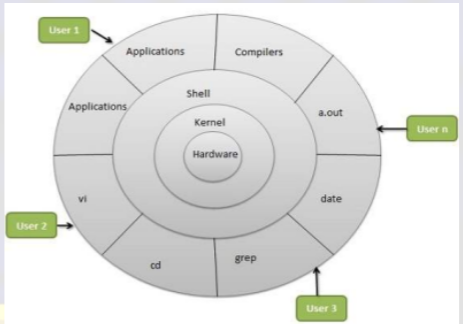 User 1
Applications
Compilers
Applications
Shell
a.out
Kernel
User n
Hardware
vi
date
User 2
cd
grep
User 3